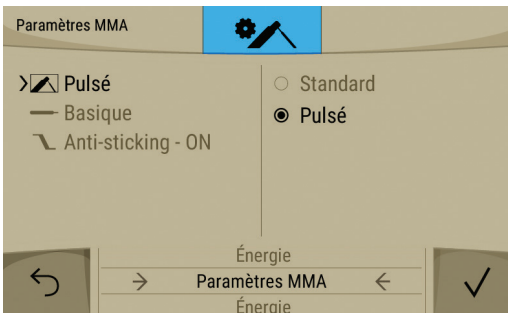 Paramètres MMA
Pulsé
Basique
Anti-sticking - ON
Standard
Pulsé
Énergie
Paramètres MMA
Énergie